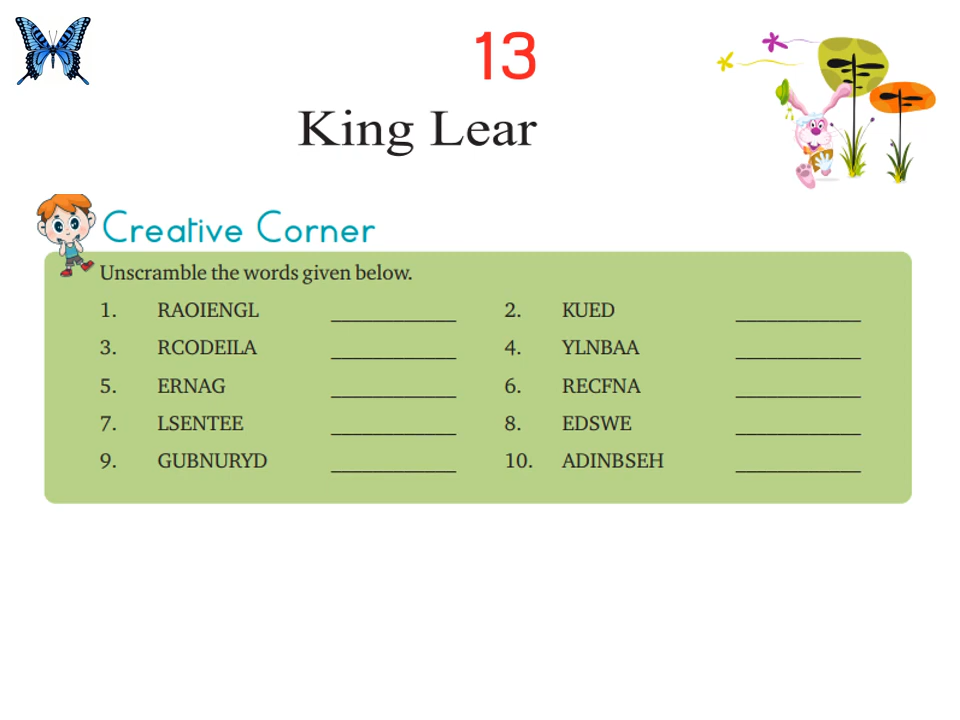 13
King Lear
Creative Corner
Unscramble the words given below.
1. RAOIENGL ____________ 2. KUED ____________
3. RCODEILA ____________ 4. YLNBAA ____________
5. ERNAG ____________ 6. RECFNA ____________
7. LSENTEE ____________ 8. EDSWE ____________
9. GUBNURYD ____________ 10. ADINBSEH ____________